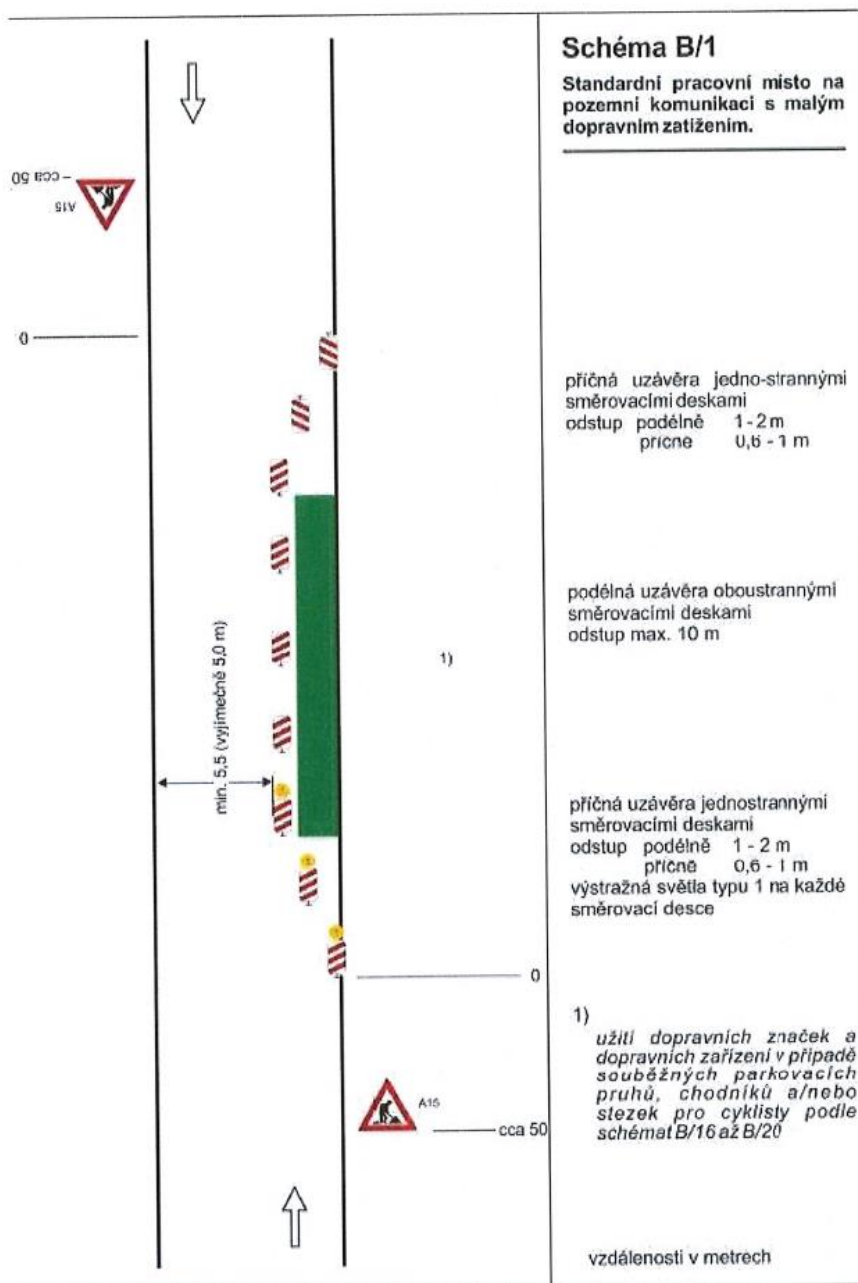 Schéma B/1
Standardní pracovní místo na
pozemní komunikaci s malým
dopravním zatížením.
cca 50
A15
0
příčná uzávěra jedno-strannými
směrovacími deskami
odstup podélně 1 - 2 m
příčně 0,6 - 1 m
podélná uzávěra oboustrannými
směrovacími deskami
odstup max. 10 m
1)
min. 5,5 (vyjímečně 5,0 m)
příčná uzávěra jednostrannými
směrovacími deskami
odstup podélně 1 - 2 m
příčně 0,6 - 1 m
výstražná světla typu 1 na každé
směrovací desce
0
1)
užití dopravních značek a
dopravních zařízení v případě
souběžných parkovacích
pruhů, chodníků a/nebo
stezek pro cyklisty podle
schémat B/16 až B/20
A15
cca 50
vzdálenosti v metrech